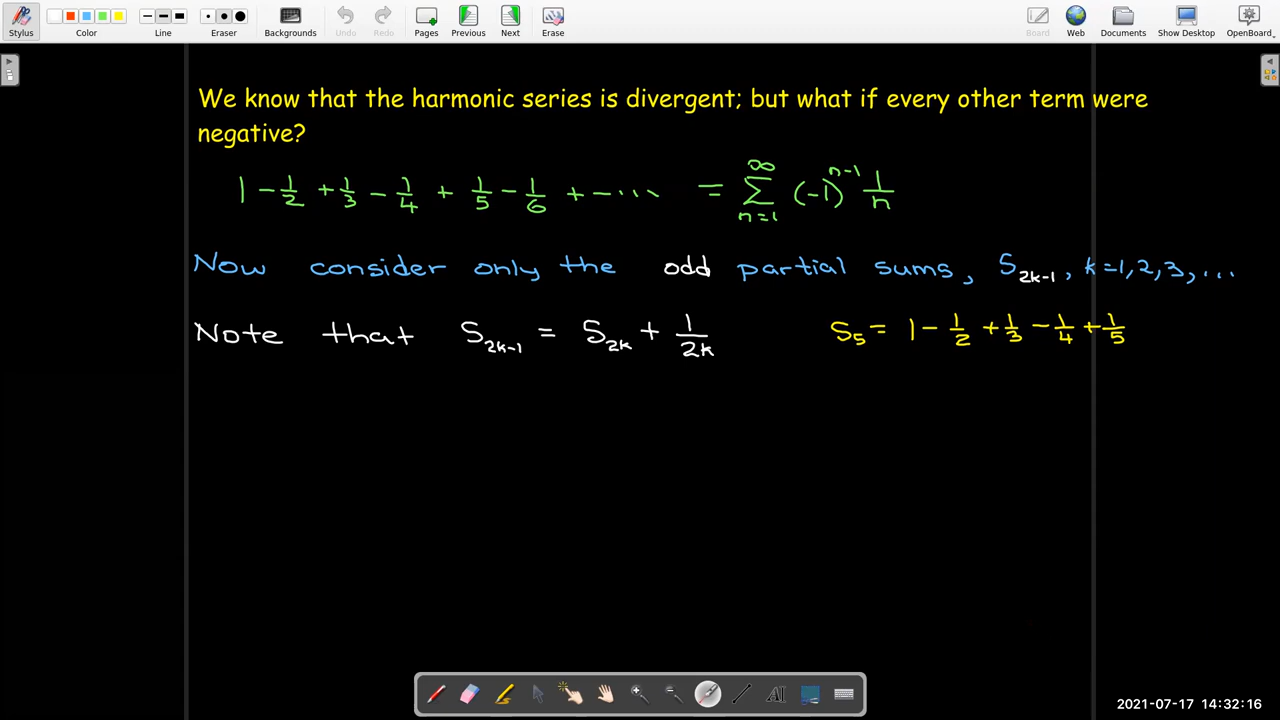 Stylus
Color
Line
Eraser
Backgrounds
Undo
Redo
Pages
Previous
Next
Erase
Board
Web
Documents
Show Desktop
OpenBoard
We know that the harmonic series is divergent; but what if every other term were
negative?
1 - 1/2 + 1/3 - 1/4 + 1/5 - 1/6 + - ··· = ∑_{n=1}^{∞} (-1)^{n-1} 1/n
Now consider only the odd partial sums, S_{2k-1}, k=1,2,3,...
Note that S_{2k-1} = S_{2k} + 1/2k
S_5 = 1 - 1/2 + 1/3 - 1/4 + 1/5
AI
2021-07-17 14:32:16